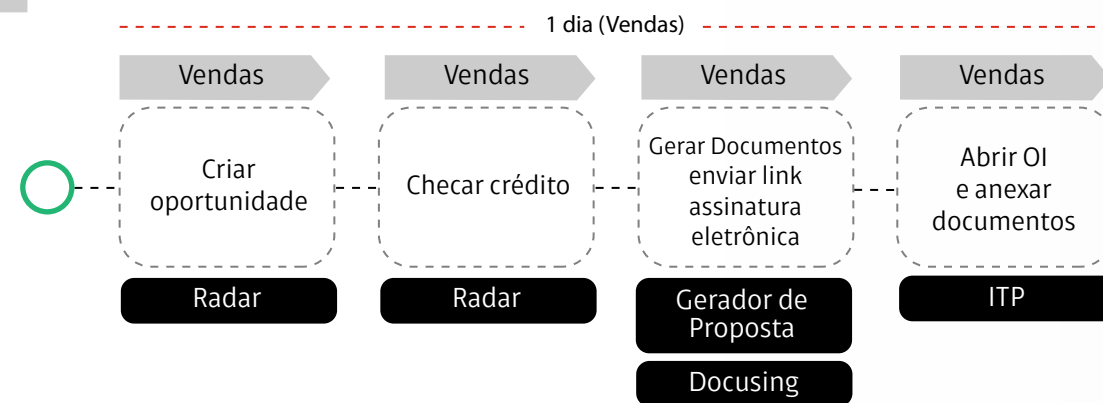 1 dia (Vendas)
Vendas
Vendas
Vendas
Vendas
Criar
oportunidade
Checar crédito
Gerar Documentos
enviar link
assinatura
eletrônica
Abrir OI
e anexar
documentos
Radar
Radar
Gerador de
Proposta
Docusing
ITP